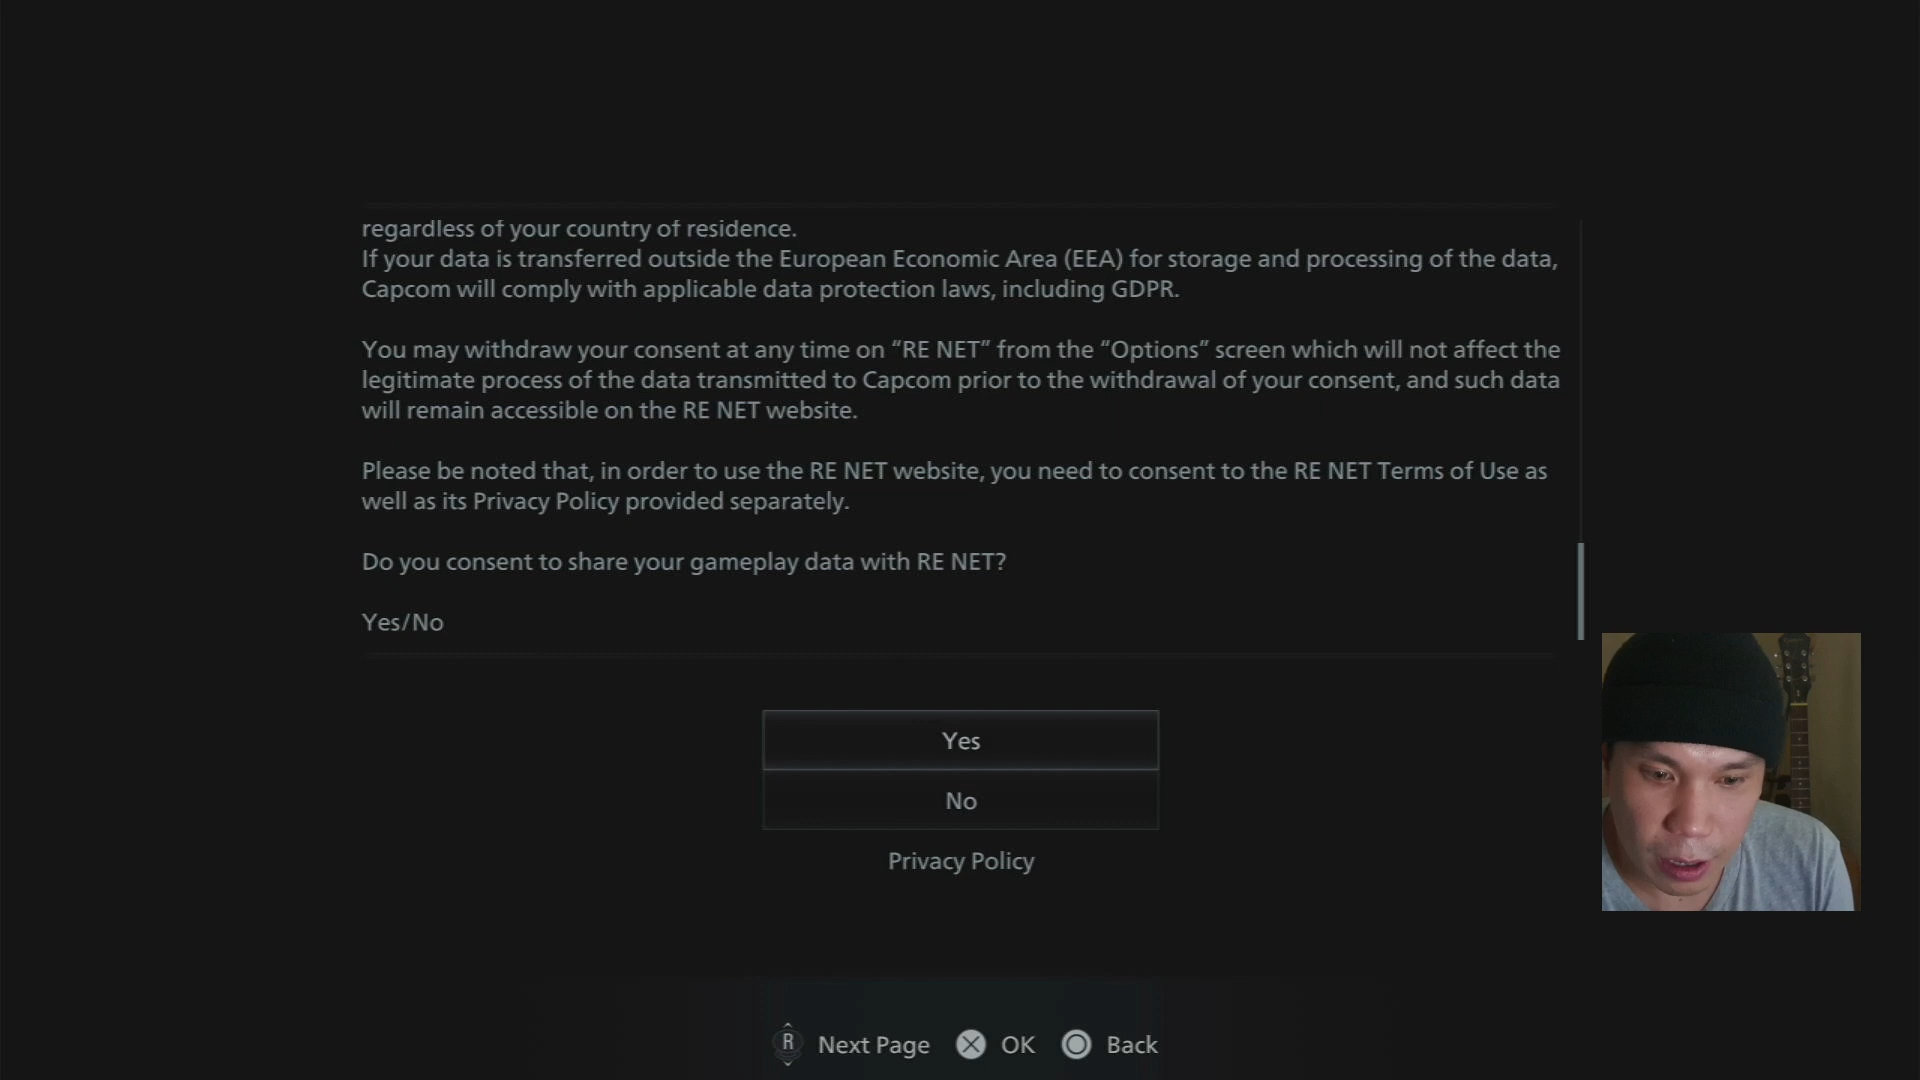 regardless of your country of residence.
If your data is transferred outside the European Economic Area (EEA) for storage and processing of the data,
Capcom will comply with applicable data protection laws, including GDPR.
You may withdraw your consent at any time on “RE NET” from the “Options” screen which will not affect the
legitimate process of the data transmitted to Capcom prior to the withdrawal of your consent, and such data
will remain accessible on the RE NET website.
Please be noted that, in order to use the RE NET website, you need to consent to the RE NET Terms of Use as
well as its Privacy Policy provided separately.
Do you consent to share your gameplay data with RE NET?
Yes/No
Yes
No
Privacy Policy
R Next Page OK Back